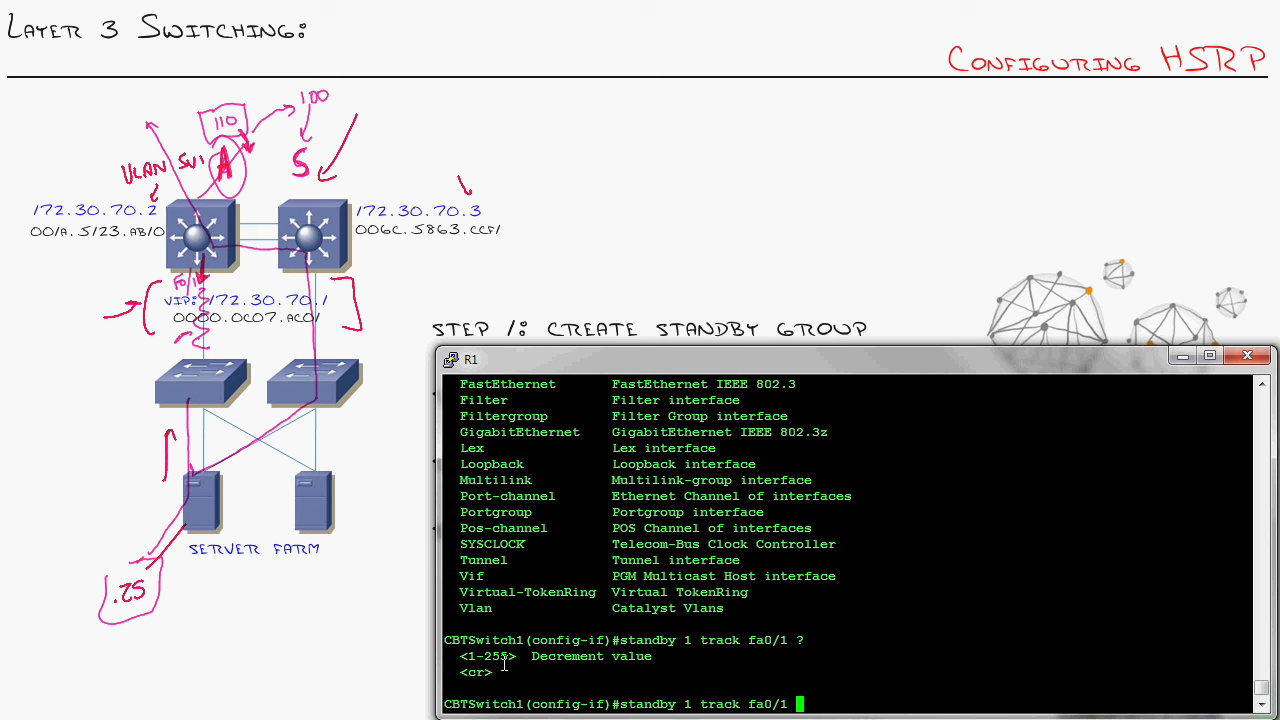 LAYER 3 SWITCHING:
CONFIGURING HSRP
100
110
VLAN SVI
A
S
172.30.70.2
172.30.70.3
001A.5123.AB10
006C.5863.CCF1
F0/1
VIP: 172.30.70.1
0000.0C07.AC01
STEP 1: CREATE STANDBY GROUP
SERVER FARM
.25
R1
FastEthernet FastEthernet IEEE 802.3
Filter Filter interface
Filtergroup Filter Group interface
GigabitEthernet GigabitEthernet IEEE 802.3z
Lex Lex interface
Loopback Loopback interface
Multilink Multilink-group interface
Port-channel Ethernet Channel of interfaces
Portgroup Portgroup interface
Pos-channel POS Channel of interfaces
SYSCLOCK Telecom-Bus Clock Controller
Tunnel Tunnel interface
Vif PGM Multicast Host interface
Virtual-TokenRing Virtual TokenRing
Vlan Catalyst Vlans
CBTSwitch1(config-if)#standby 1 track fa0/1 ?
<1-255> Decrement value
<cr>
CBTSwitch1(config-if)#standby 1 track fa0/1